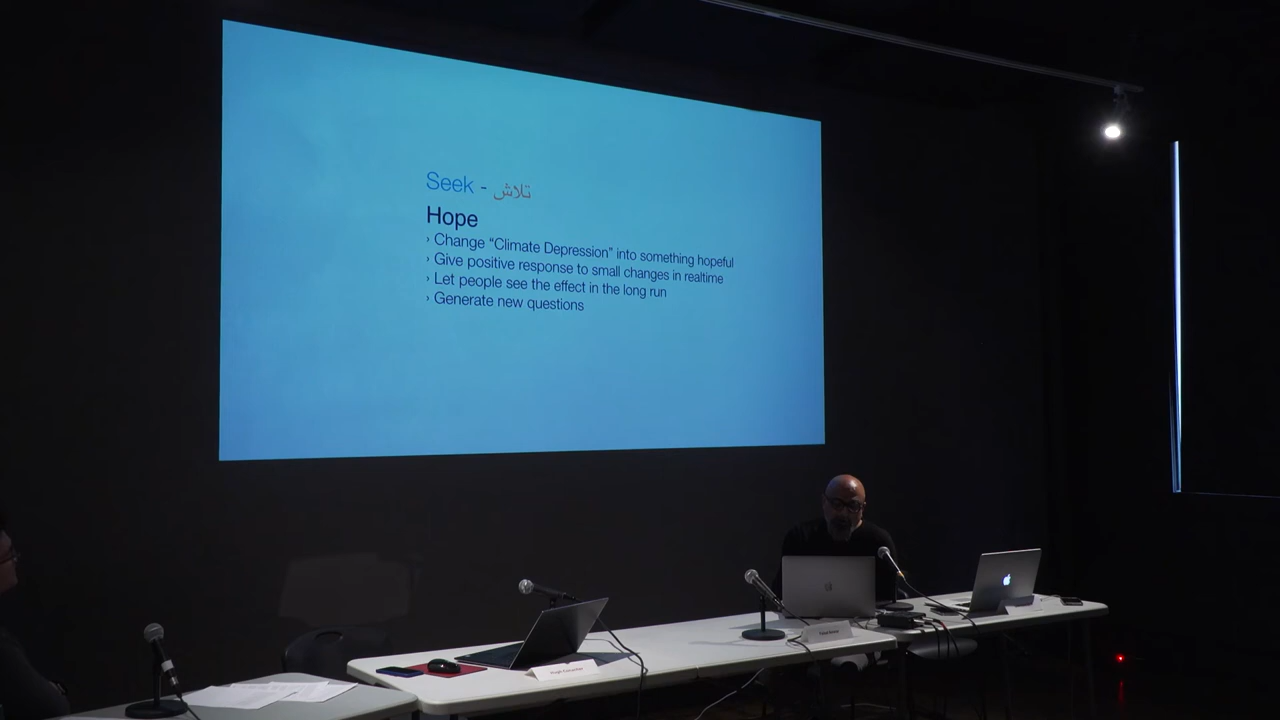 Seek - تلاش
Hope
› Change “Climate Depression” into something hopeful
› Give positive response to small changes in realtime
› Let people see the effect in the long run
› Generate new questions